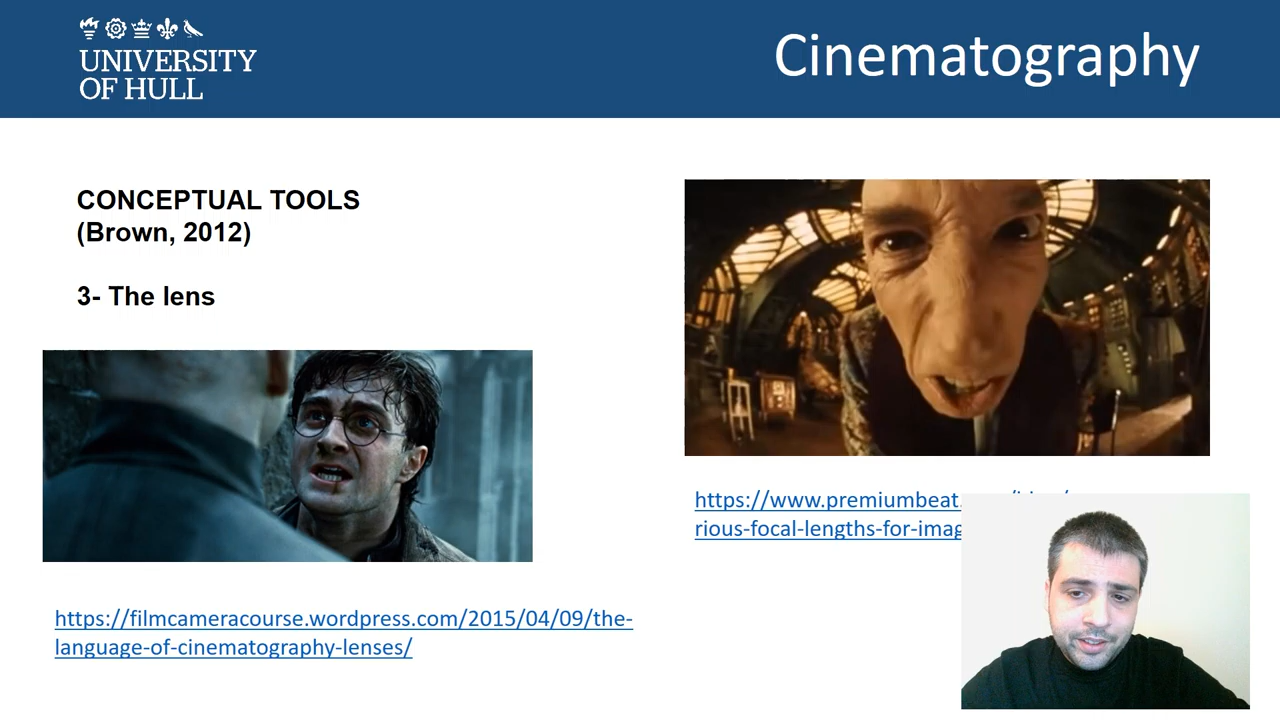 UNIVERSITY
OF HULL
Cinematography
CONCEPTUAL TOOLS
(Brown, 2012)
3- The lens
https://www.premiumbeat.
rious-focal-lengths-for-imag
https://filmcameracourse.wordpress.com/2015/04/09/the-
language-of-cinematography-lenses/